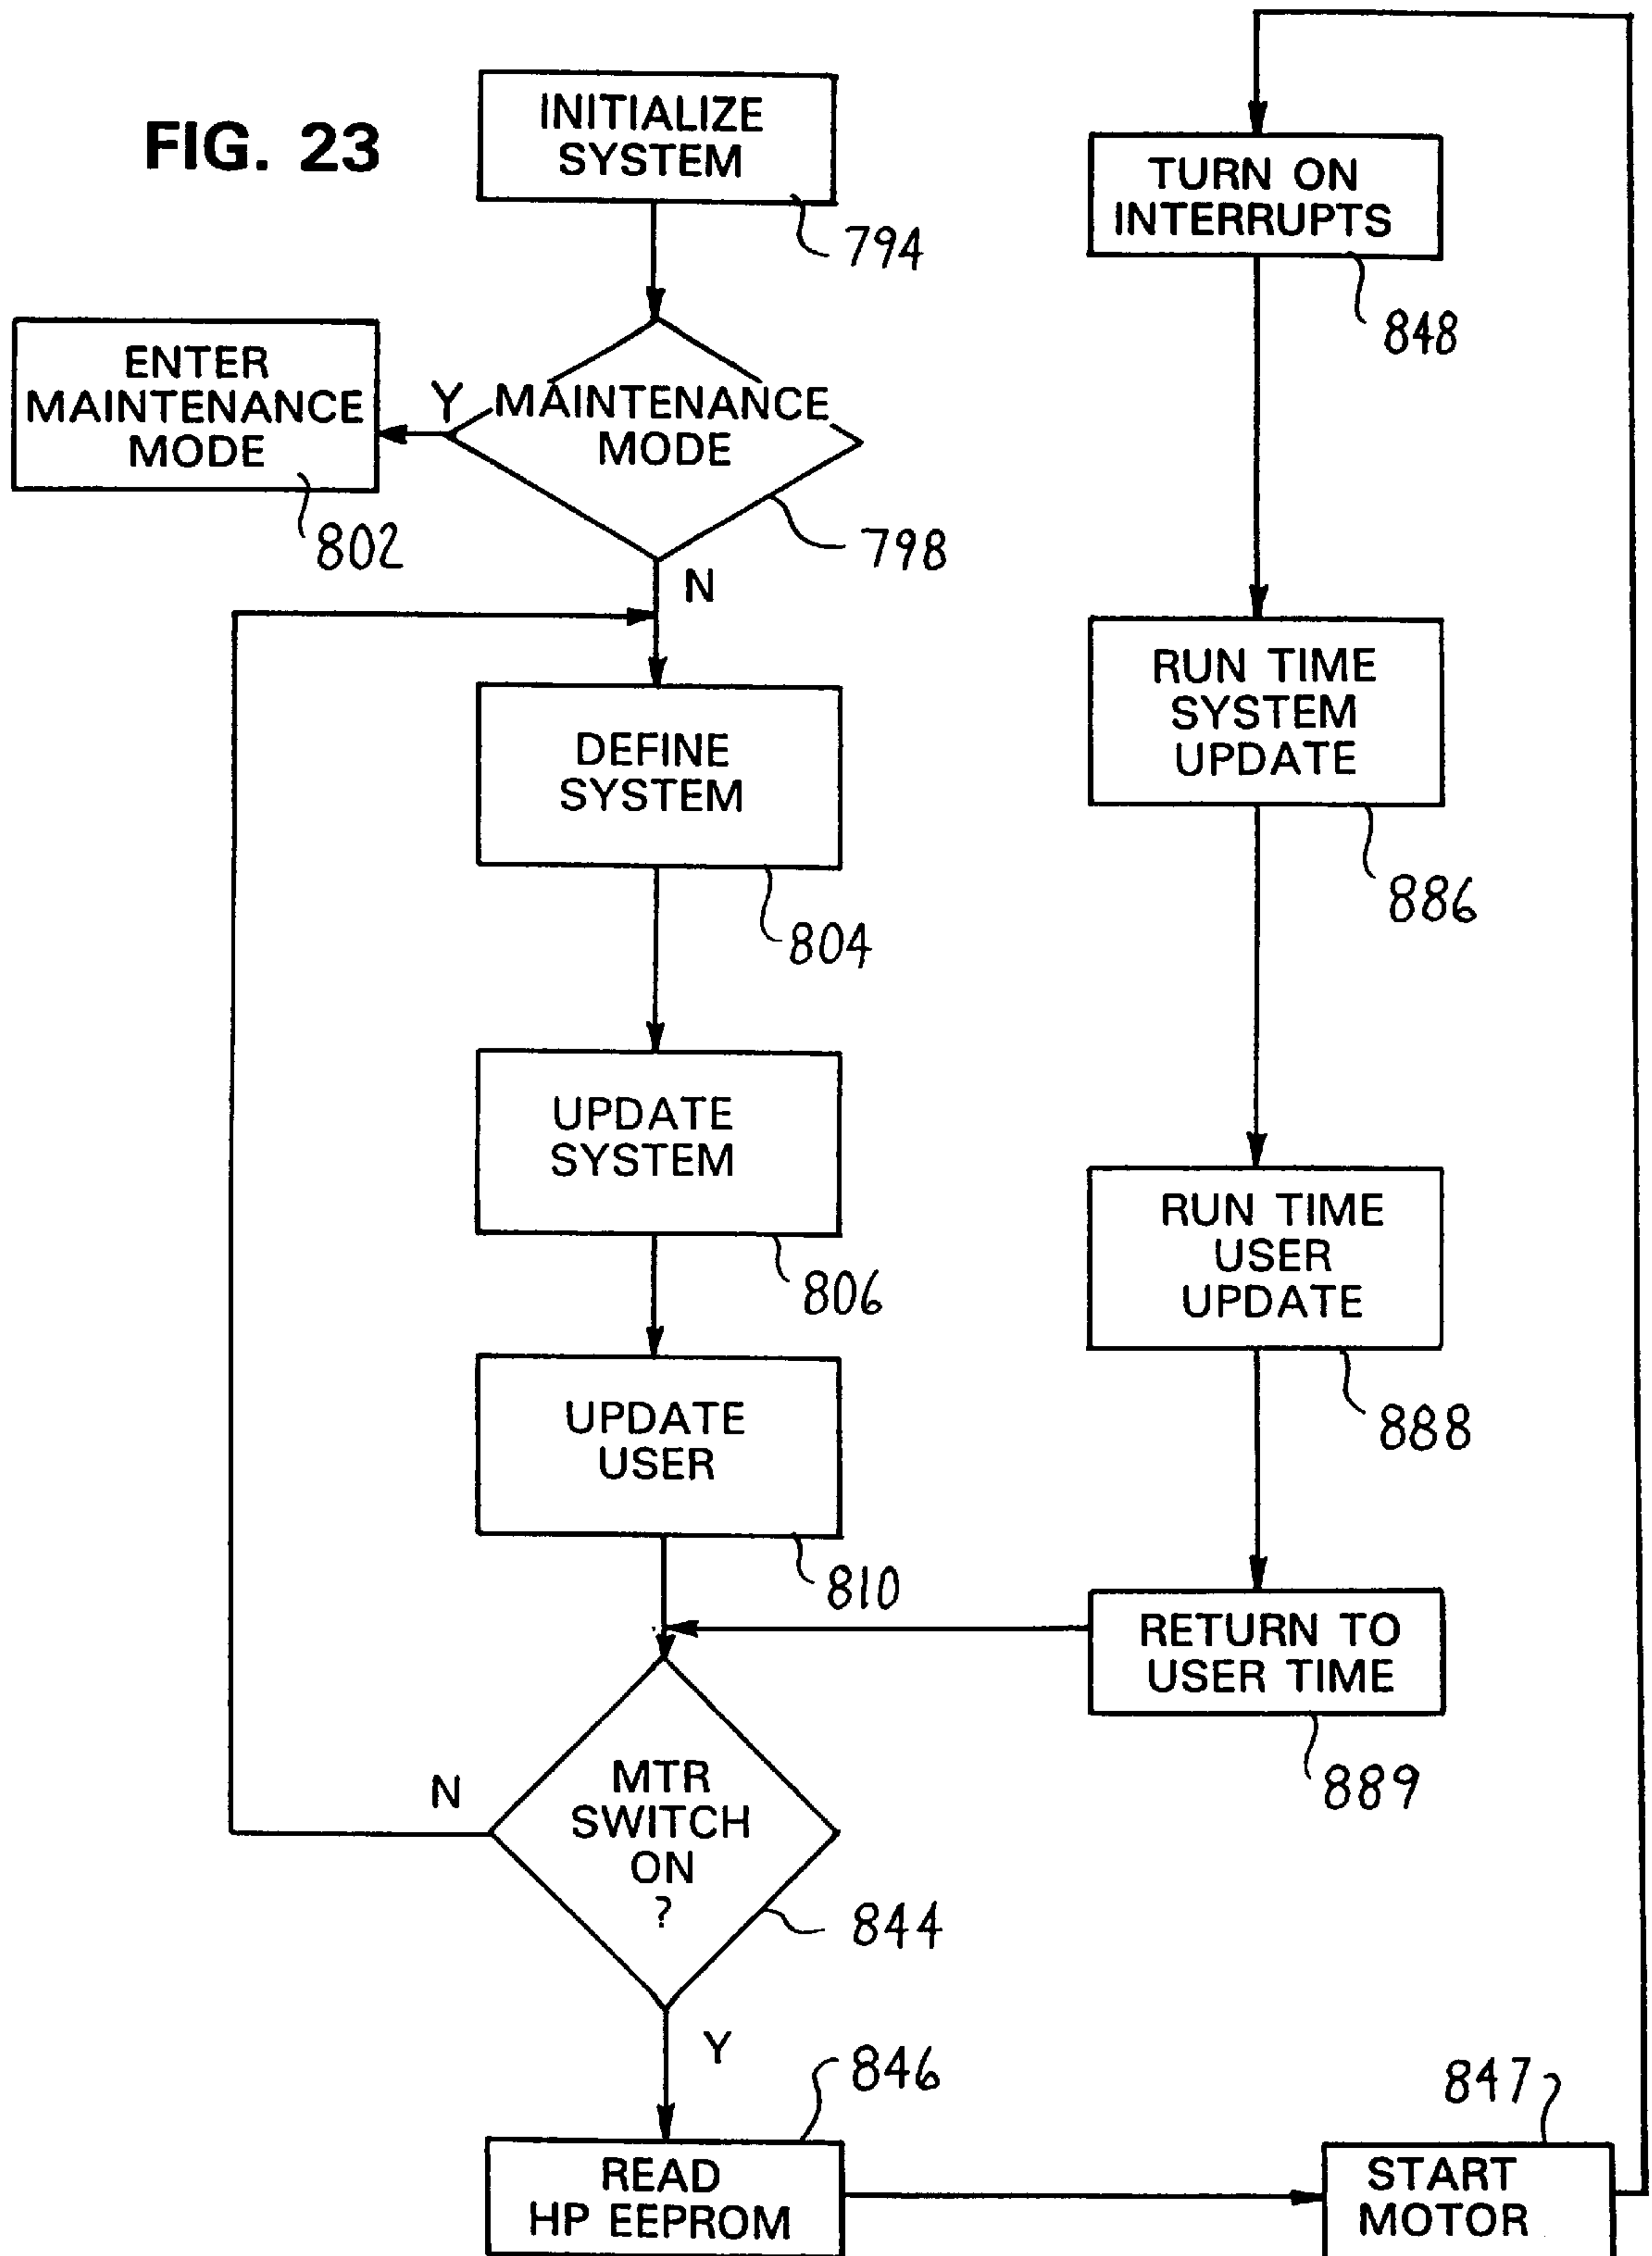 FIG. 23
INITIALIZE
SYSTEM
794
ENTER
MAINTENANCE
MODE
802
Y
MAINTENANCE
MODE
798
N
DEFINE
SYSTEM
804
UPDATE
SYSTEM
806
UPDATE
USER
810
N
MTR
SWITCH
ON
?
844
Y
846
READ
HP EEPROM
847
START
MOTOR
TURN ON
INTERRUPTS
848
RUN TIME
SYSTEM
UPDATE
886
RUN TIME
USER
UPDATE
888
RETURN TO
USER TIME
889